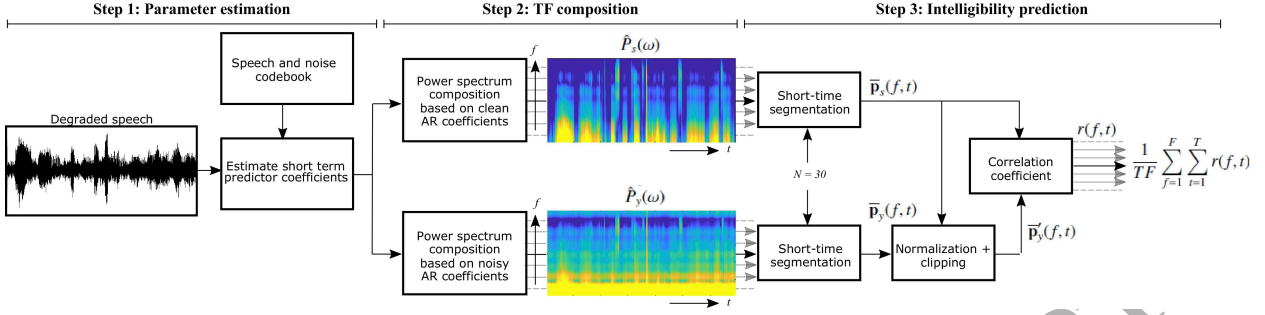 Step 1: Parameter estimation
Step 2: TF composition
Step 3: Intelligibility prediction
Speech and noise
codebook
Degraded speech
Estimate short term
predictor coefficients
Power spectrum
composition
based on clean
AR coefficients
f
P̂s(ω)
t
Short-time
segmentation
p̄s(f,t)
N = 30
Power spectrum
composition
based on noisy
AR coefficients
f
P̂y(ω)
t
Short-time
segmentation
p̄y(f,t)
Normalization +
clipping
p̄′y(f,t)
Correlation
coefficient
r(f,t)
1/TF ∑f=1^F ∑t=1^T r(f,t)